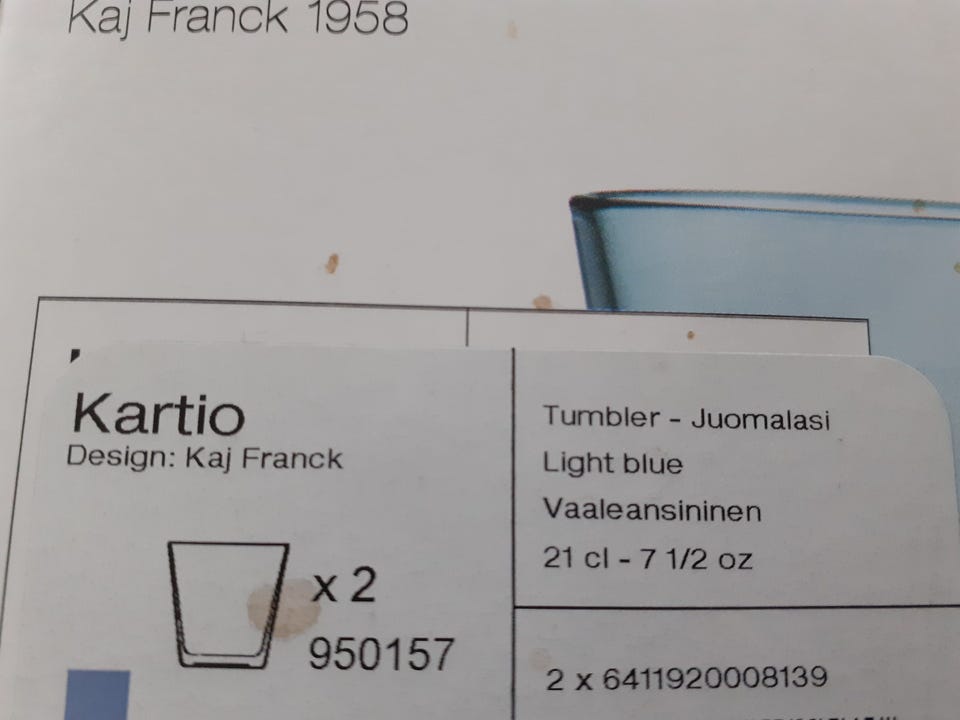 Kaj Franck 1958
Kartio
Design: Kaj Franck
x 2
950157
Tumbler - Juomalasi
Light blue
Vaaleansininen
21 cl - 7 1/2 oz
2 x 6411920008139